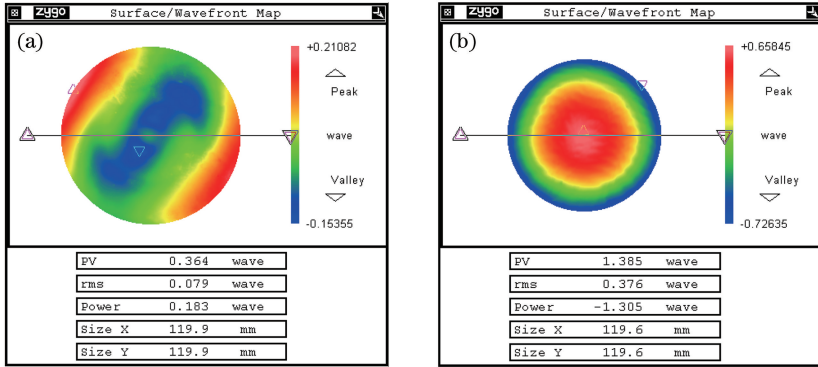 zygo Surface/Wavefront Map
(a)
+0.21082
Peak
wave
Valley
-0.15355
PV 0.364 wave
rms 0.079 wave
Power 0.183 wave
Size X 119.9 mm
Size Y 119.9 mm
zygo Surface/Wavefront Map
(b)
+0.65845
Peak
wave
Valley
-0.72635
PV 1.385 wave
rms 0.376 wave
Power -1.305 wave
Size X 119.6 mm
Size Y 119.6 mm